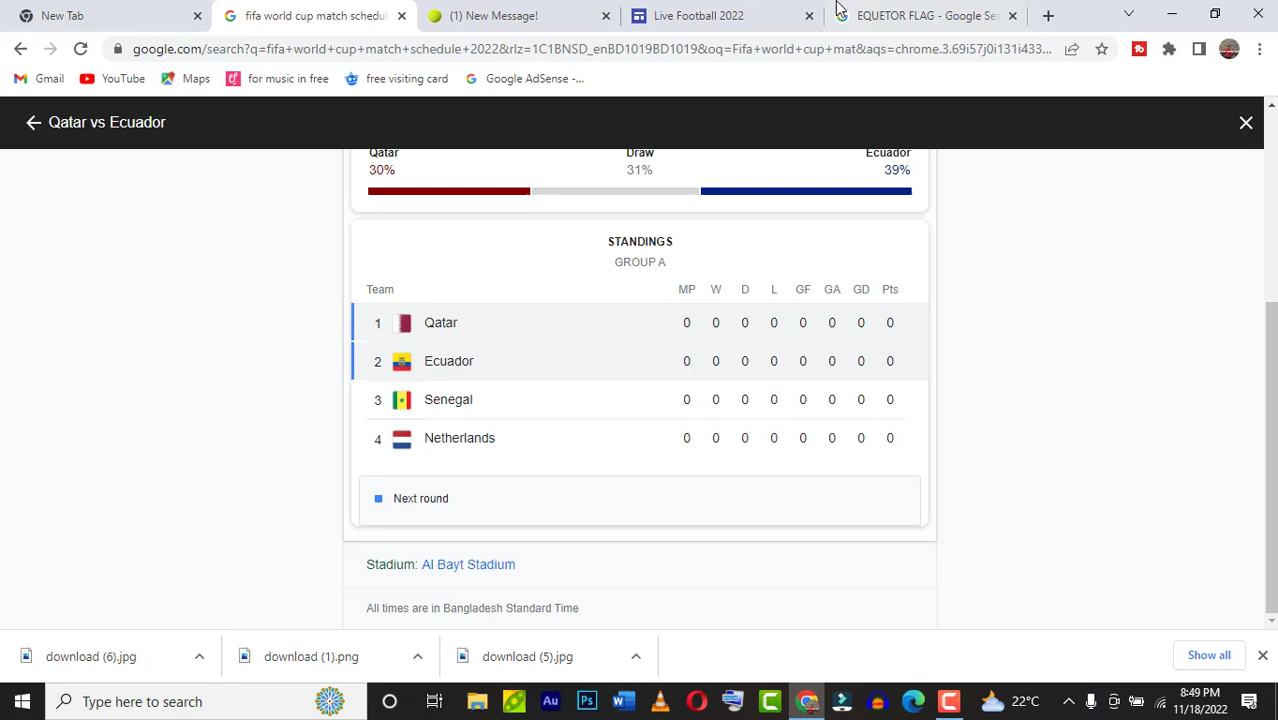 New Tab
fifa world cup match schedul
(1) New Message!
Live Football 2022
EQUETOR FLAG - Google Sea
google.com/search?q=fifa+world+cup+match+schedule+2022&rlz=1C1BNSD_enBD1019BD1019&oq=Fifa+world+cup+mat&aqs=chrome.3.69i57j0i131i433...
Gmail
YouTube
Maps
for music in free
free visiting card
Google AdSense -...
Qatar vs Ecuador
Qatar Draw Ecuador
30% 31% 39%
STANDINGS
GROUP A
Team MP W D L GF GA GD Pts
1 Qatar 0 0 0 0 0 0 0 0
2 Ecuador 0 0 0 0 0 0 0 0
3 Senegal 0 0 0 0 0 0 0 0
4 Netherlands 0 0 0 0 0 0 0 0
Next round
Stadium: Al Bayt Stadium
All times are in Bangladesh Standard Time
download (6).jpg
download (1).png
download (5).jpg
Show all
Type here to search
Au
Ps
22°C
8:49 PM
11/18/2022